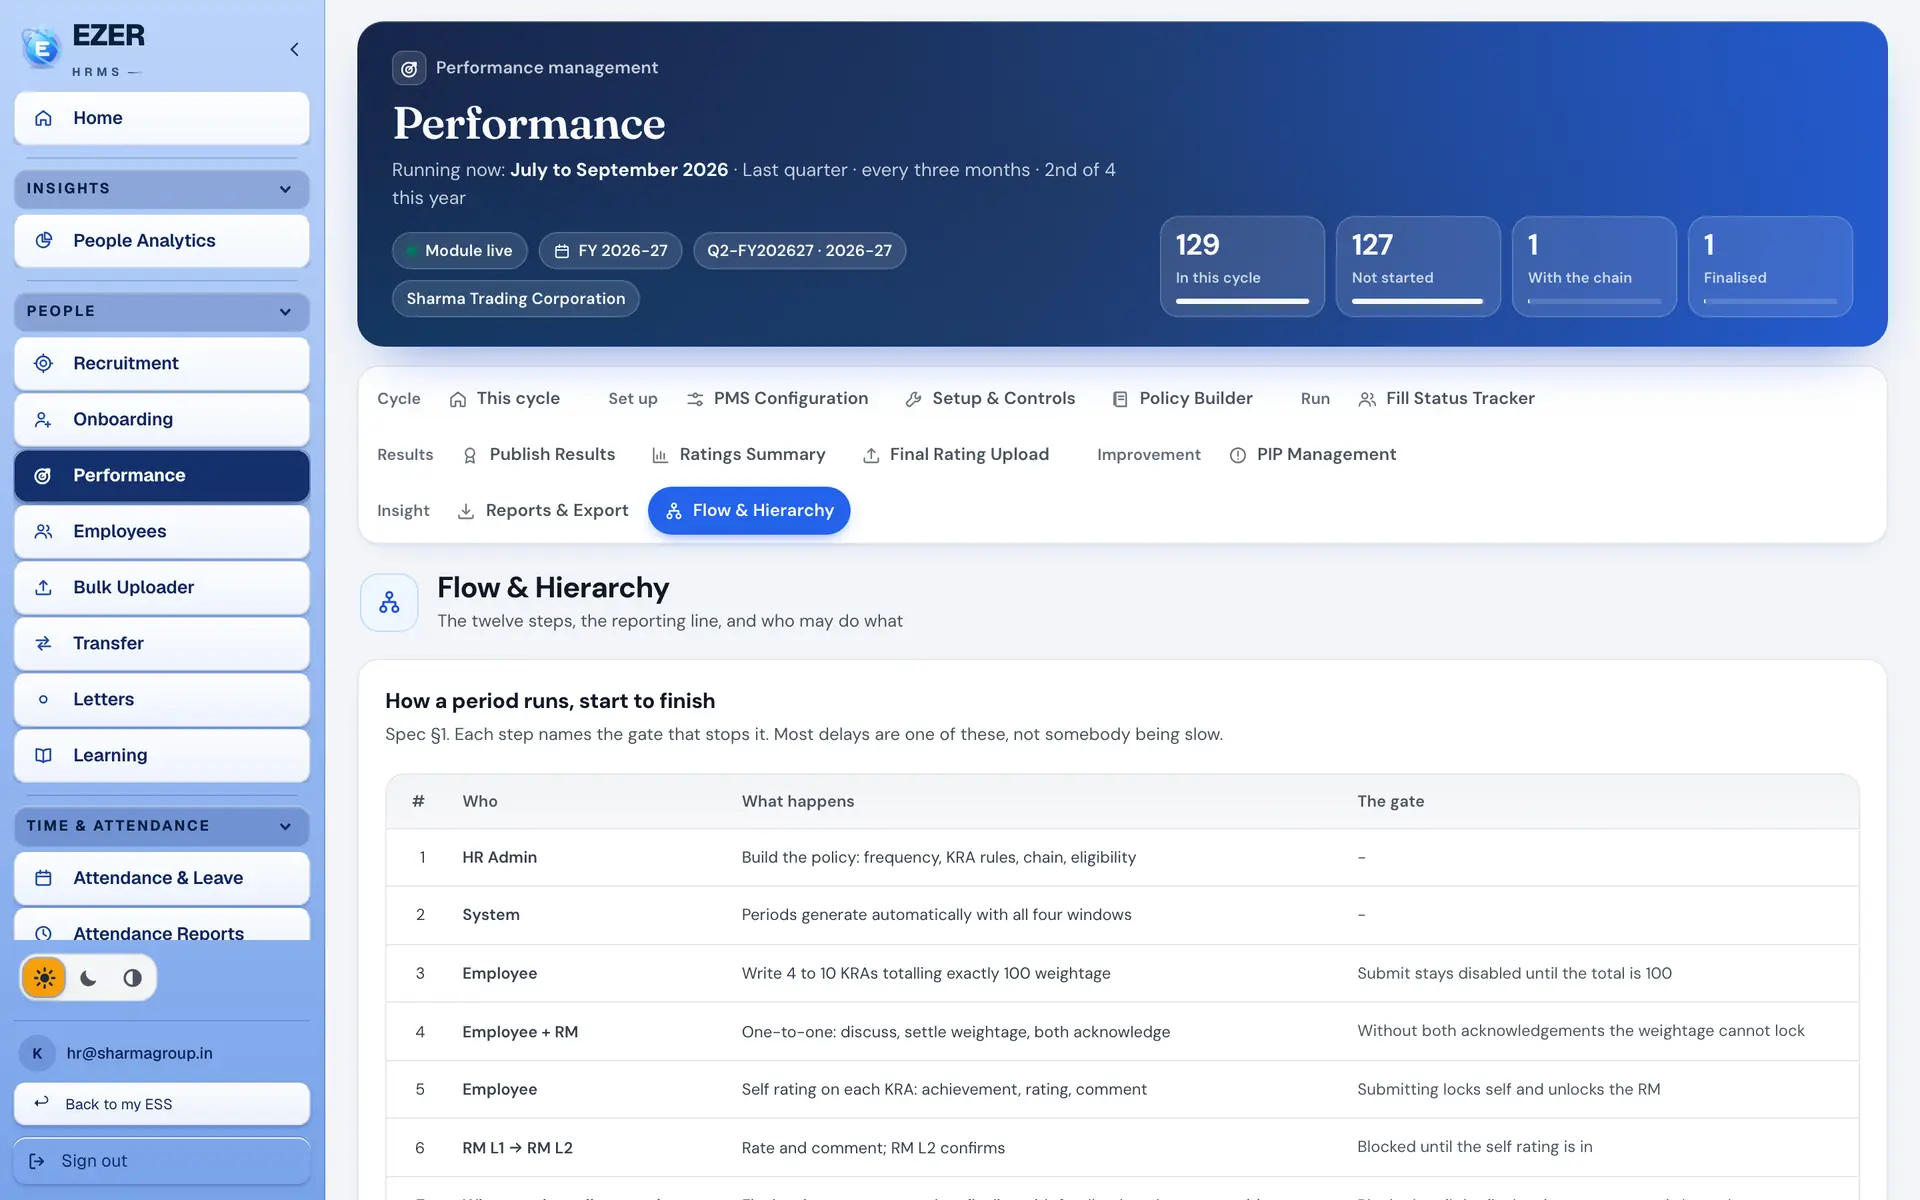 EZER
HRMS
Home
INSIGHTS
People Analytics
PEOPLE
Recruitment
Onboarding
Performance
Employees
Bulk Uploader
Transfer
Letters
Learning
TIME & ATTENDANCE
Attendance & Leave
Attendance Reports
K hr@sharmagroup.in
Back to my ESS
Sign out
Performance management
Performance
Running now: July to September 2026 · Last quarter · every three months · 2nd of 4
this year
Module live FY 2026-27 Q2-FY202627 · 2026-27
Sharma Trading Corporation
129 127 1 1
In this cycle Not started With the chain Finalised
Cycle This cycle Set up PMS Configuration Setup & Controls Policy Builder Run Fill Status Tracker
Results Publish Results Ratings Summary Final Rating Upload Improvement PIP Management
Insight Reports & Export Flow & Hierarchy
Flow & Hierarchy
The twelve steps, the reporting line, and who may do what
How a period runs, start to finish
Spec §1. Each step names the gate that stops it. Most delays are one of these, not somebody being slow.
# Who What happens The gate
1 HR Admin Build the policy: frequency, KRA rules, chain, eligibility –
2 System Periods generate automatically with all four windows –
3 Employee Write 4 to 10 KRAs totalling exactly 100 weightage Submit stays disabled until the total is 100
4 Employee + RM One-to-one: discuss, settle weightage, both acknowledge Without both acknowledgements the weightage cannot lock
5 Employee Self rating on each KRA: achievement, rating, comment Submitting locks self and unlocks the RM
6 RM L1 → RM L2 Rate and comment; RM L2 confirms Blocked until the self rating is in